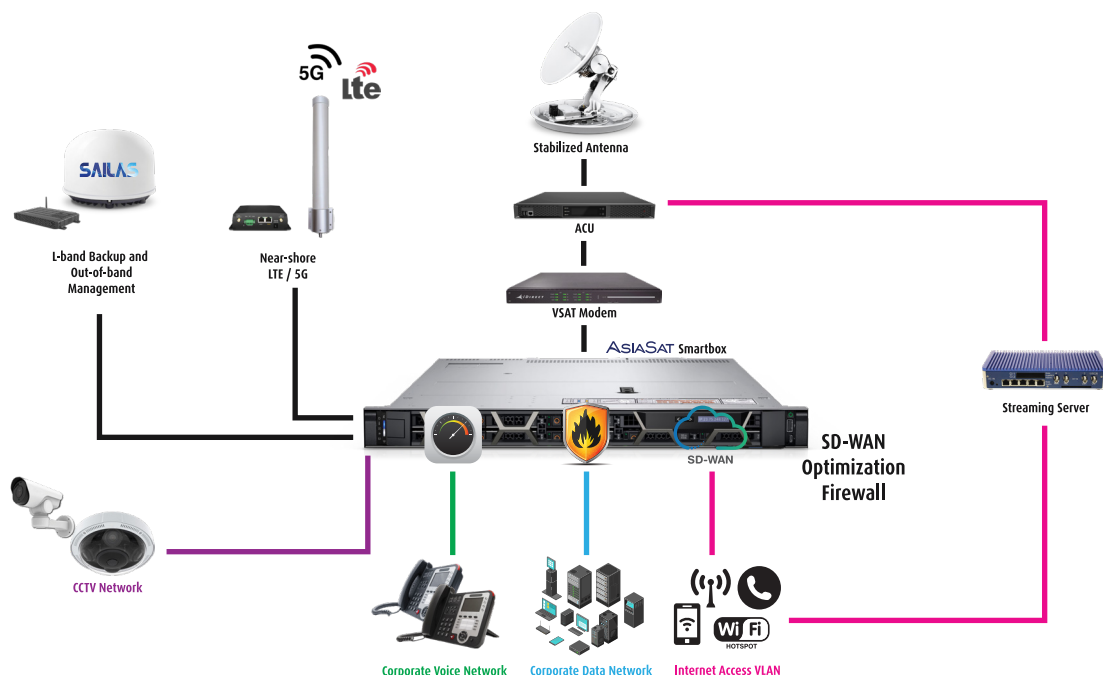 5G
Lte
SAILAS
Stabilized Antenna
ACU
L-band Backup and
Out-of-band
Management
Near-shore
LTE / 5G
iDirect
VSAT Modem
ASIASAT Smartbox
Streaming Server
SD-WAN
SD-WAN
Optimization
Firewall
CCTV Network
WiFi
HOTSPOT
Corporate Voice Network
Corporate Data Network
Internet Access VLAN